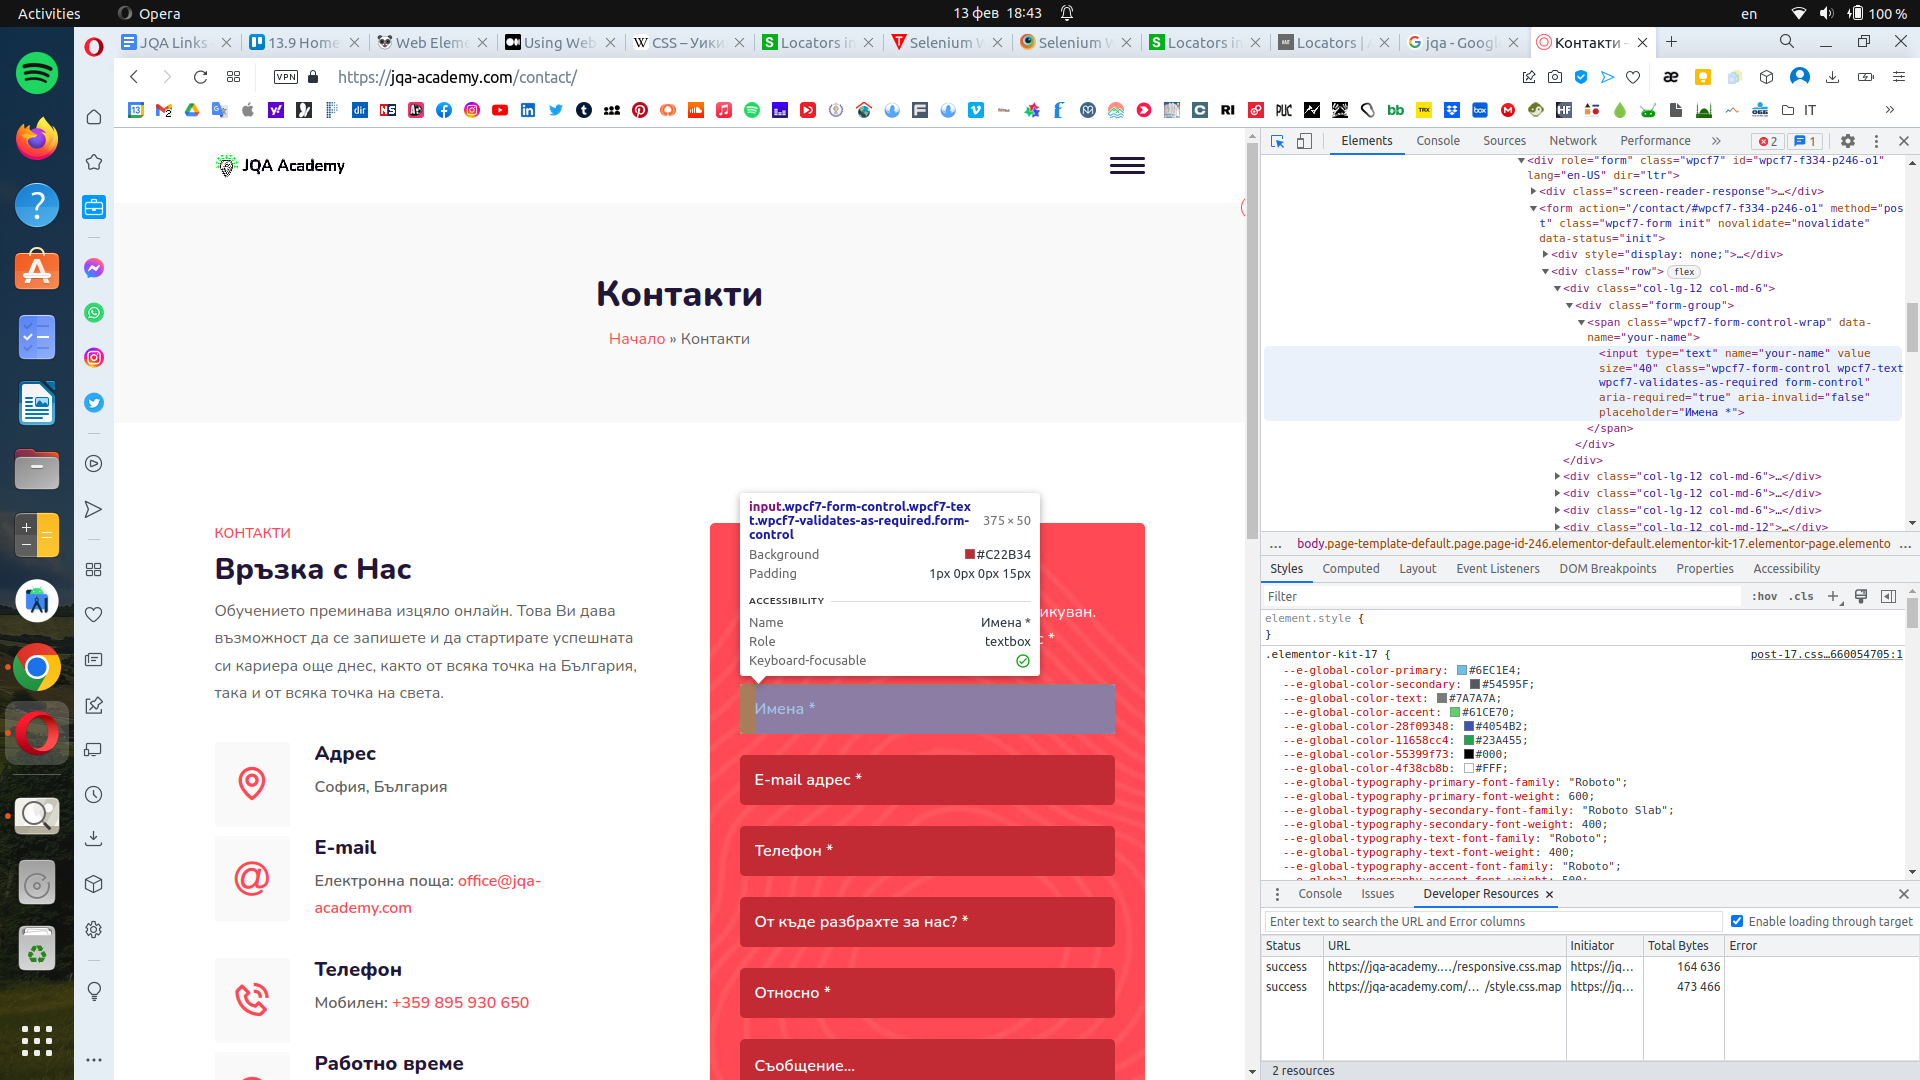 Activities
Opera
13 фев 18:43
en
100 %
JQA Links
13.9 Home
Web Elem
Using Web
CSS – Уики
Locators in
Selenium W
Selenium W
Locators in
Locators | A
jqa - Googl
Контакти -
VPN
https://jqa-academy.com/contact/
IT
JQA Academy
Контакти
Начало » Контакти
КОНТАКТИ
Връзка с Нас
Обучението преминава изцяло онлайн. Това Ви дава
възможност да се запишете и да стартирате успешната
си кариера още днес, както от всяка точка на България,
така и от всяка точка на света.
Адрес
София, България
E-mail
Електронна поща: office@jqa-
academy.com
Телефон
Мобилен: +359 895 930 650
Работно време
input.wpcf7-form-control.wpcf7-tex
t.wpcf7-validates-as-required.form-
control
375 × 50
Background
#C22B34
Padding
1px 0px 0px 15px
ACCESSIBILITY
Name
Имена *
Role
textbox
Keyboard-focusable
икуван.
с *
Имена *
E-mail адрес *
Телефон *
От къде разбрахте за нас? *
Относно *
Съобщение...
Elements
Console
Sources
Network
Performance
2
1
<div role="form" class="wpcf7" id="wpcf7-f334-p246-o1"
lang="en-US" dir="ltr">
<div class="screen-reader-response">…</div>
<form action="/contact/#wpcf7-f334-p246-o1" method="pos
t" class="wpcf7-form init" novalidate="novalidate"
data-status="init">
<div style="display: none;">…</div>
<div class="row"> flex
<div class="col-lg-12 col-md-6">
<div class="form-group">
<span class="wpcf7-form-control-wrap" data-
name="your-name">
<input type="text" name="your-name" value
size="40" class="wpcf7-form-control wpcf7-text
wpcf7-validates-as-required form-control"
aria-required="true" aria-invalid="false"
placeholder="Имена *">
</span>
</div>
</div>
<div class="col-lg-12 col-md-6">…</div>
<div class="col-lg-12 col-md-6">…</div>
<div class="col-lg-12 col-md-6">…</div>
<div class="col-lg-12 col-md-12">…</div>
... body.page-template-default.page.page-id-246.elementor-default.elementor-kit-17.elementor-page.elemento ...
Styles
Computed
Layout
Event Listeners
DOM Breakpoints
Properties
Accessibility
Filter
:hov .cls
element.style {
}
.elementor-kit-17 {
post-17.css…660054705:1
--e-global-color-primary: #6EC1E4;
--e-global-color-secondary: #54595F;
--e-global-color-text: #7A7A7A;
--e-global-color-accent: #61CE70;
--e-global-color-28f09348: #4054B2;
--e-global-color-11658cc4: #23A455;
--e-global-color-55399f73: #000;
--e-global-color-4f38cb8b: #FFF;
--e-global-typography-primary-font-family: "Roboto";
--e-global-typography-primary-font-weight: 600;
--e-global-typography-secondary-font-family: "Roboto Slab";
--e-global-typography-secondary-font-weight: 400;
--e-global-typography-text-font-family: "Roboto";
--e-global-typography-text-font-weight: 400;
--e-global-typography-accent-font-family: "Roboto";
--e-global-typography-accent-font-weight: 500;
Console
Issues
Developer Resources
Enter text to search the URL and Error columns
Enable loading through target
Status
URL
Initiator
Total Bytes
Error
success
https://jqa-academy.…/responsive.css.map
https://jq…
164 636
success
https://jqa-academy.com/… /style.css.map
https://jq…
473 466
2 resources